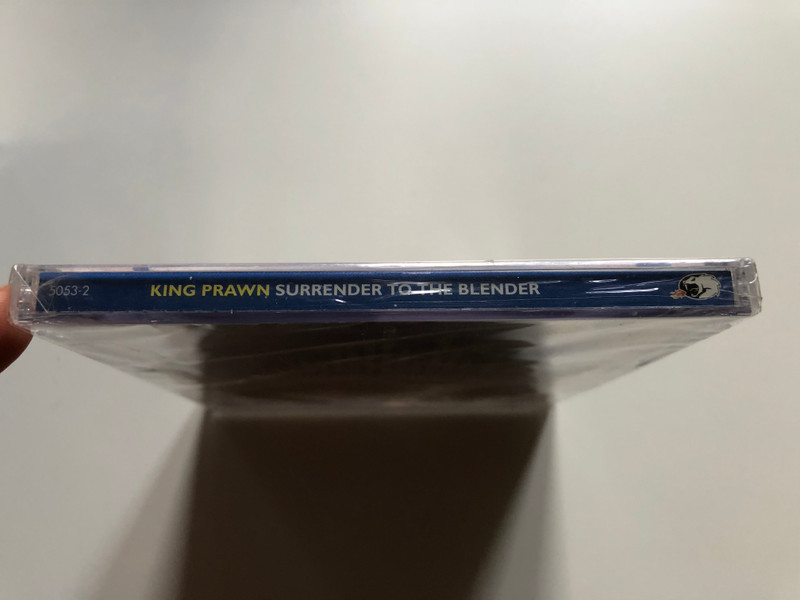 5053-2 KING PRAWN SURRENDER TO THE BLENDER